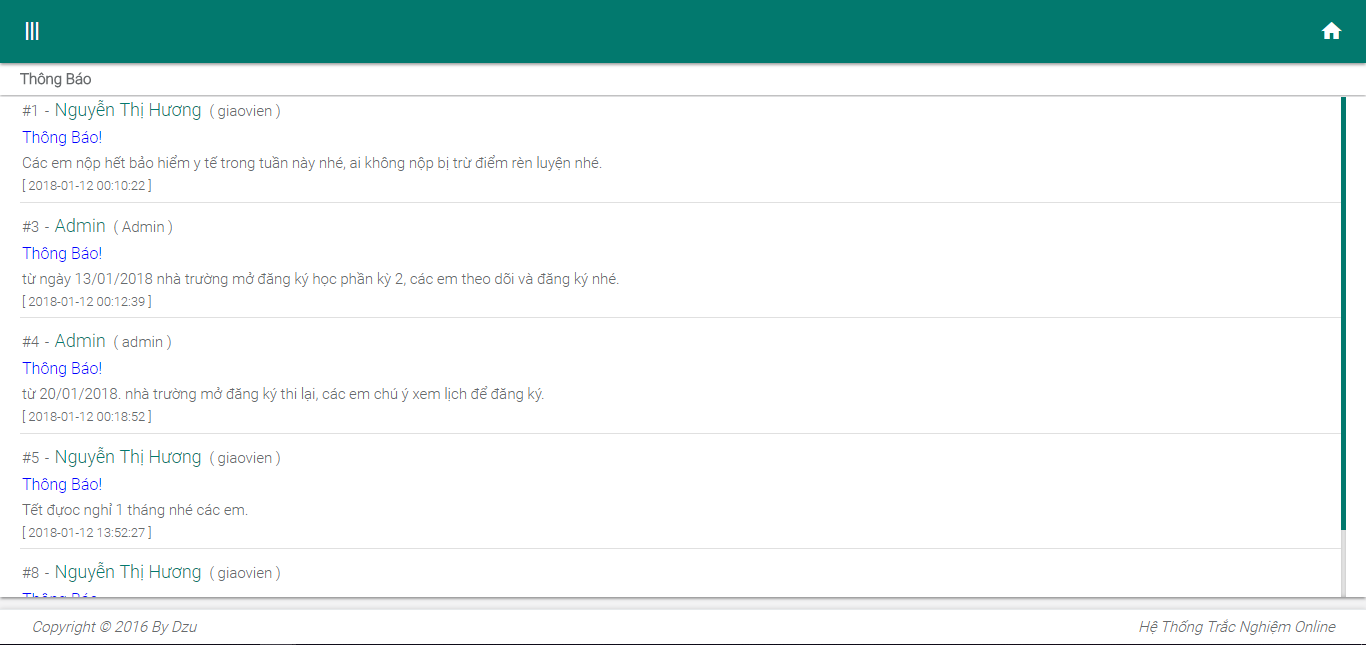 Thông Báo
#1 - Nguyễn Thị Hương ( giaovien )
Thông Báo!
Các em nộp hết bảo hiểm y tế trong tuần này nhé, ai không nộp bị trừ điểm rèn luyện nhé.
[ 2018-01-12 00:10:22 ]
#3 - Admin ( Admin )
Thông Báo!
từ ngày 13/01/2018 nhà trường mở đăng ký học phần kỳ 2, các em theo dõi và đăng ký nhé.
[ 2018-01-12 00:12:39 ]
#4 - Admin ( admin )
Thông Báo!
từ 20/01/2018. nhà trường mở đăng ký thi lại, các em chú ý xem lịch để đăng ký.
[ 2018-01-12 00:18:52 ]
#5 - Nguyễn Thị Hương ( giaovien )
Thông Báo!
Tết đựoc nghỉ 1 tháng nhé các em.
[ 2018-01-12 13:52:27 ]
#8 - Nguyễn Thị Hương ( giaovien )
Thông Báo
Copyright © 2016 By Dzu
Hệ Thống Trắc Nghiệm Online